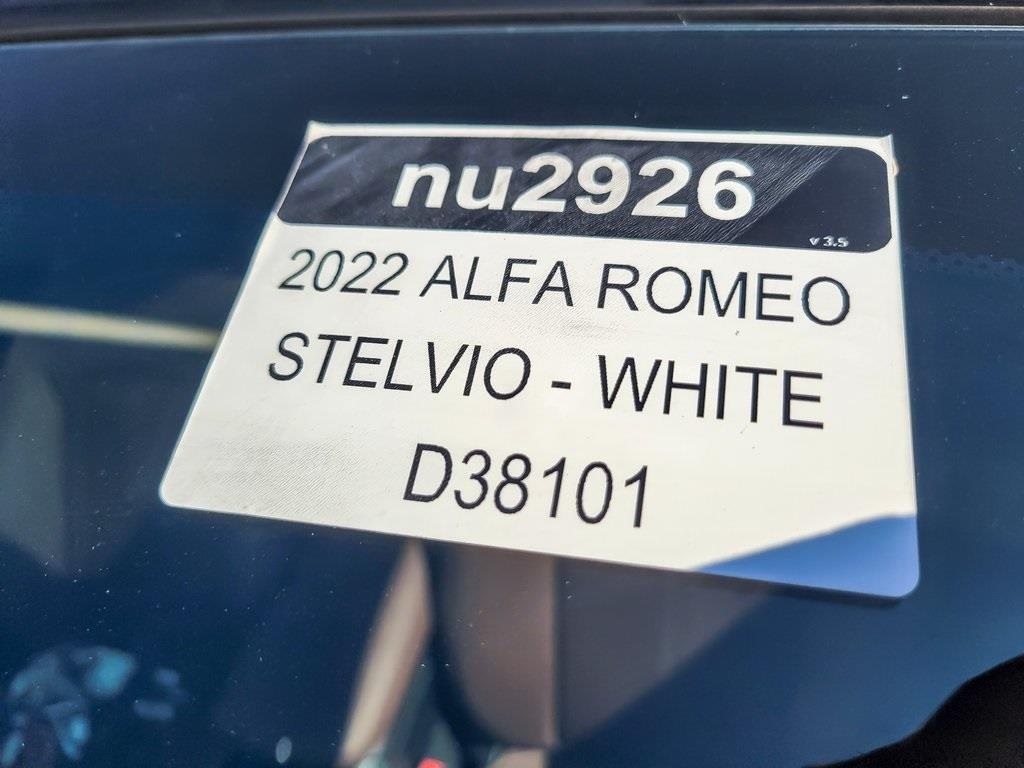 nu2926
v 3.5
2022 ALFA ROMEO
STELVIO - WHITE
D38101